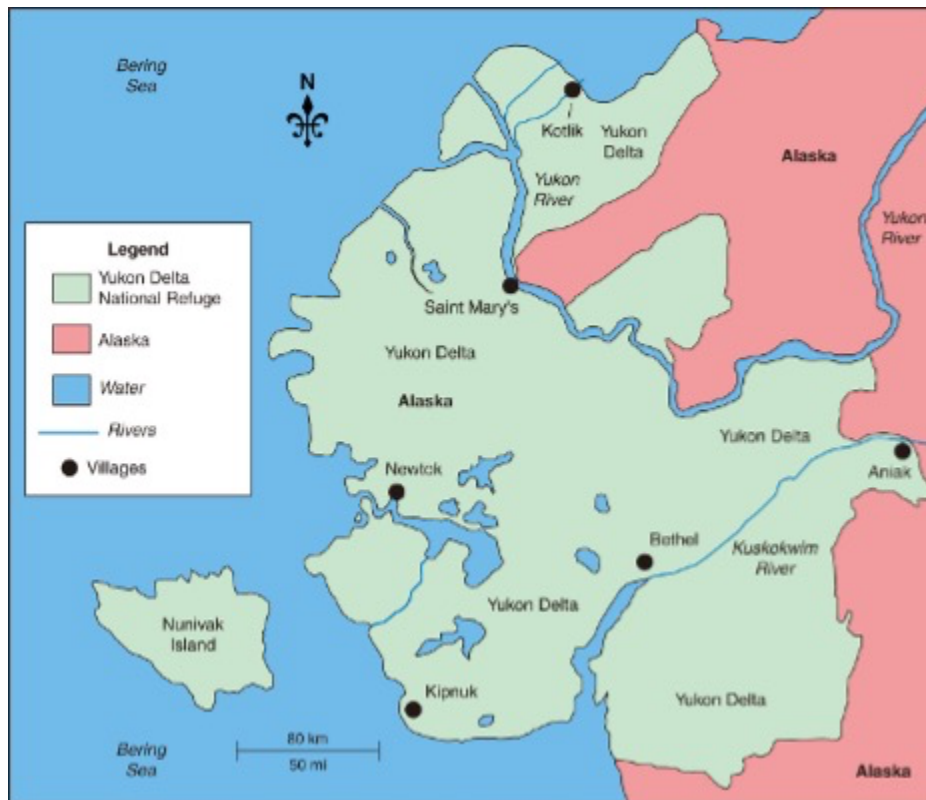 Bering
Sea
N
Kotlik
Yukon
Delta
Alaska
Yukon
River
Yukon
River
Legend
Yukon Delta
National Refuge
Alaska
Water
Rivers
Villages
Saint Mary's
Yukon Delta
Alaska
Yukon Delta
Newtok
Aniak
Bethel
Kuskokwim
River
Yukon Delta
Nunivak
Island
Kipnuk
Yukon Delta
80 km
50 mi
Bering
Sea
Alaska